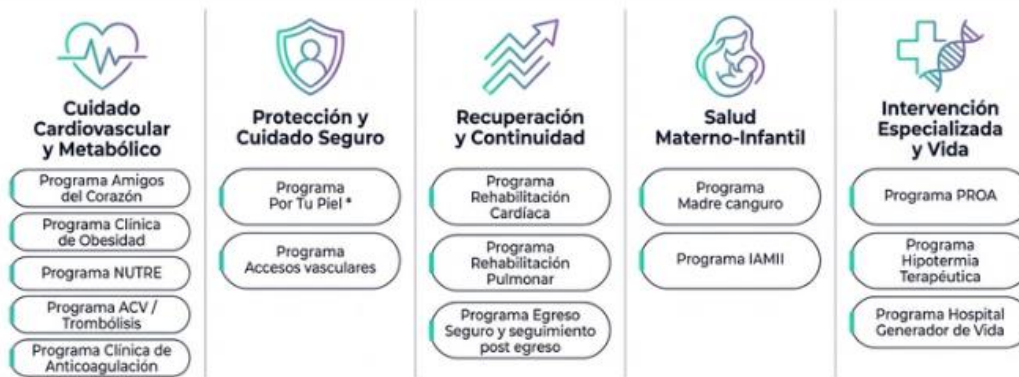 Cuidado
Cardiovascular
y Metabólico
Programa Amigos
del Corazón
Programa Clínica
de Obesidad
Programa NUTRE
Programa ACV /
Trombólisis
Programa Clínica de
Anticoagulación
Protección y
Cuidado Seguro
Programa
Por Tu Piel *
Programa
Accesos vasculares
Recuperación
y Continuidad
Programa
Rehabilitación
Cardíaca
Programa
Rehabilitación
Pulmonar
Programa Egreso
Seguro y seguimiento
post egreso
Salud
Materno-Infantil
Programa
Madre canguro
Programa IAMII
Intervención
Especializada
y Vida
Programa PROA
Programa
Hipotermia
Terapéutica
Programa Hospital
Generador de Vida